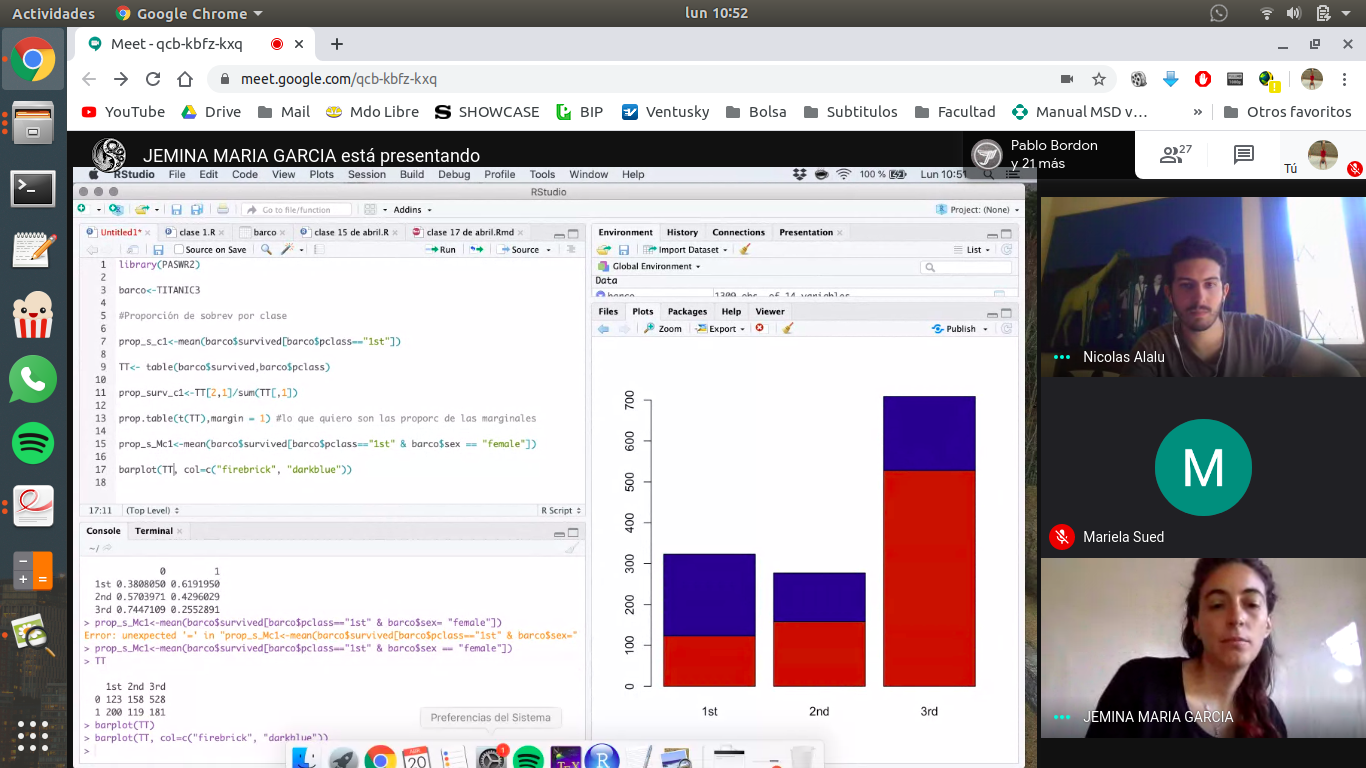 Actividades
Google Chrome
lun 10:52
Meet - qcb-kbfz-kxq
meet.google.com/qcb-kbfz-kxq
YouTube
Drive
Mail
Mdo Libre
SHOWCASE
BIP
Ventusky
Bolsa
Subtitulos
Facultad
Manual MSD v…
»
Otros favoritos
JEMINA MARIA GARCIA está presentando
Pablo Bordon
y 21 más
27
Tú
RStudio File Edit Code View Plots Session Build Debug Profile Tools Window Help
100 %
Lun 10:51
RStudio
Go to file/function
Addins
Project: (None)
Untitled1*
clase 1.R
barco
clase 15 de abril.R
clase 17 de abril.Rmd
Source on Save
Run
Source
1 library(PASWR2)
2
3 barco<-TITANIC3
4
5 #Proporción de sobrev por clase
6
7 prop_s_c1<-mean(barco$survived[barco$pclass=="1st"])
8
9 TT<- table(barco$survived,barco$pclass)
10
11 prop_surv_c1<-TT[2,1]/sum(TT[,1])
12
13 prop.table(t(TT),margin = 1) #lo que quiero son las proporc de las marginales
14
15 prop_s_Mc1<-mean(barco$survived[barco$pclass=="1st" & barco$sex == "female"])
16
17 barplot(TT, col=c("firebrick", "darkblue"))
18
17:11
(Top Level)
R Script
Console
Terminal
~/
0 1
1st 0.3808050 0.6191950
2nd 0.5703971 0.4296029
3rd 0.7447109 0.2552891
> prop_s_Mc1<-mean(barco$survived[barco$pclass=="1st" & barco$sex= "female"])
Error: unexpected '=' in "prop_s_Mc1<-mean(barco$survived[barco$pclass=="1st" & barco$sex="
> prop_s_Mc1<-mean(barco$survived[barco$pclass=="1st" & barco$sex == "female"])
> TT
1st 2nd 3rd
0 123 158 528
1 200 119 181
> barplot(TT)
> barplot(TT, col=c("firebrick", "darkblue"))
>
Preferencias del Sistema
ABR
20
1
TeX
R
Environment
History
Connections
Presentation
Import Dataset
List
Global Environment
Data
barco
1309 obs. of 14 variables
Files
Plots
Packages
Help
Viewer
Zoom
Export
Publish
700
600
500
400
300
200
100
0
1st
2nd
3rd
Nicolas Alalu
M
Mariela Sued
JEMINA MARIA GARCIA